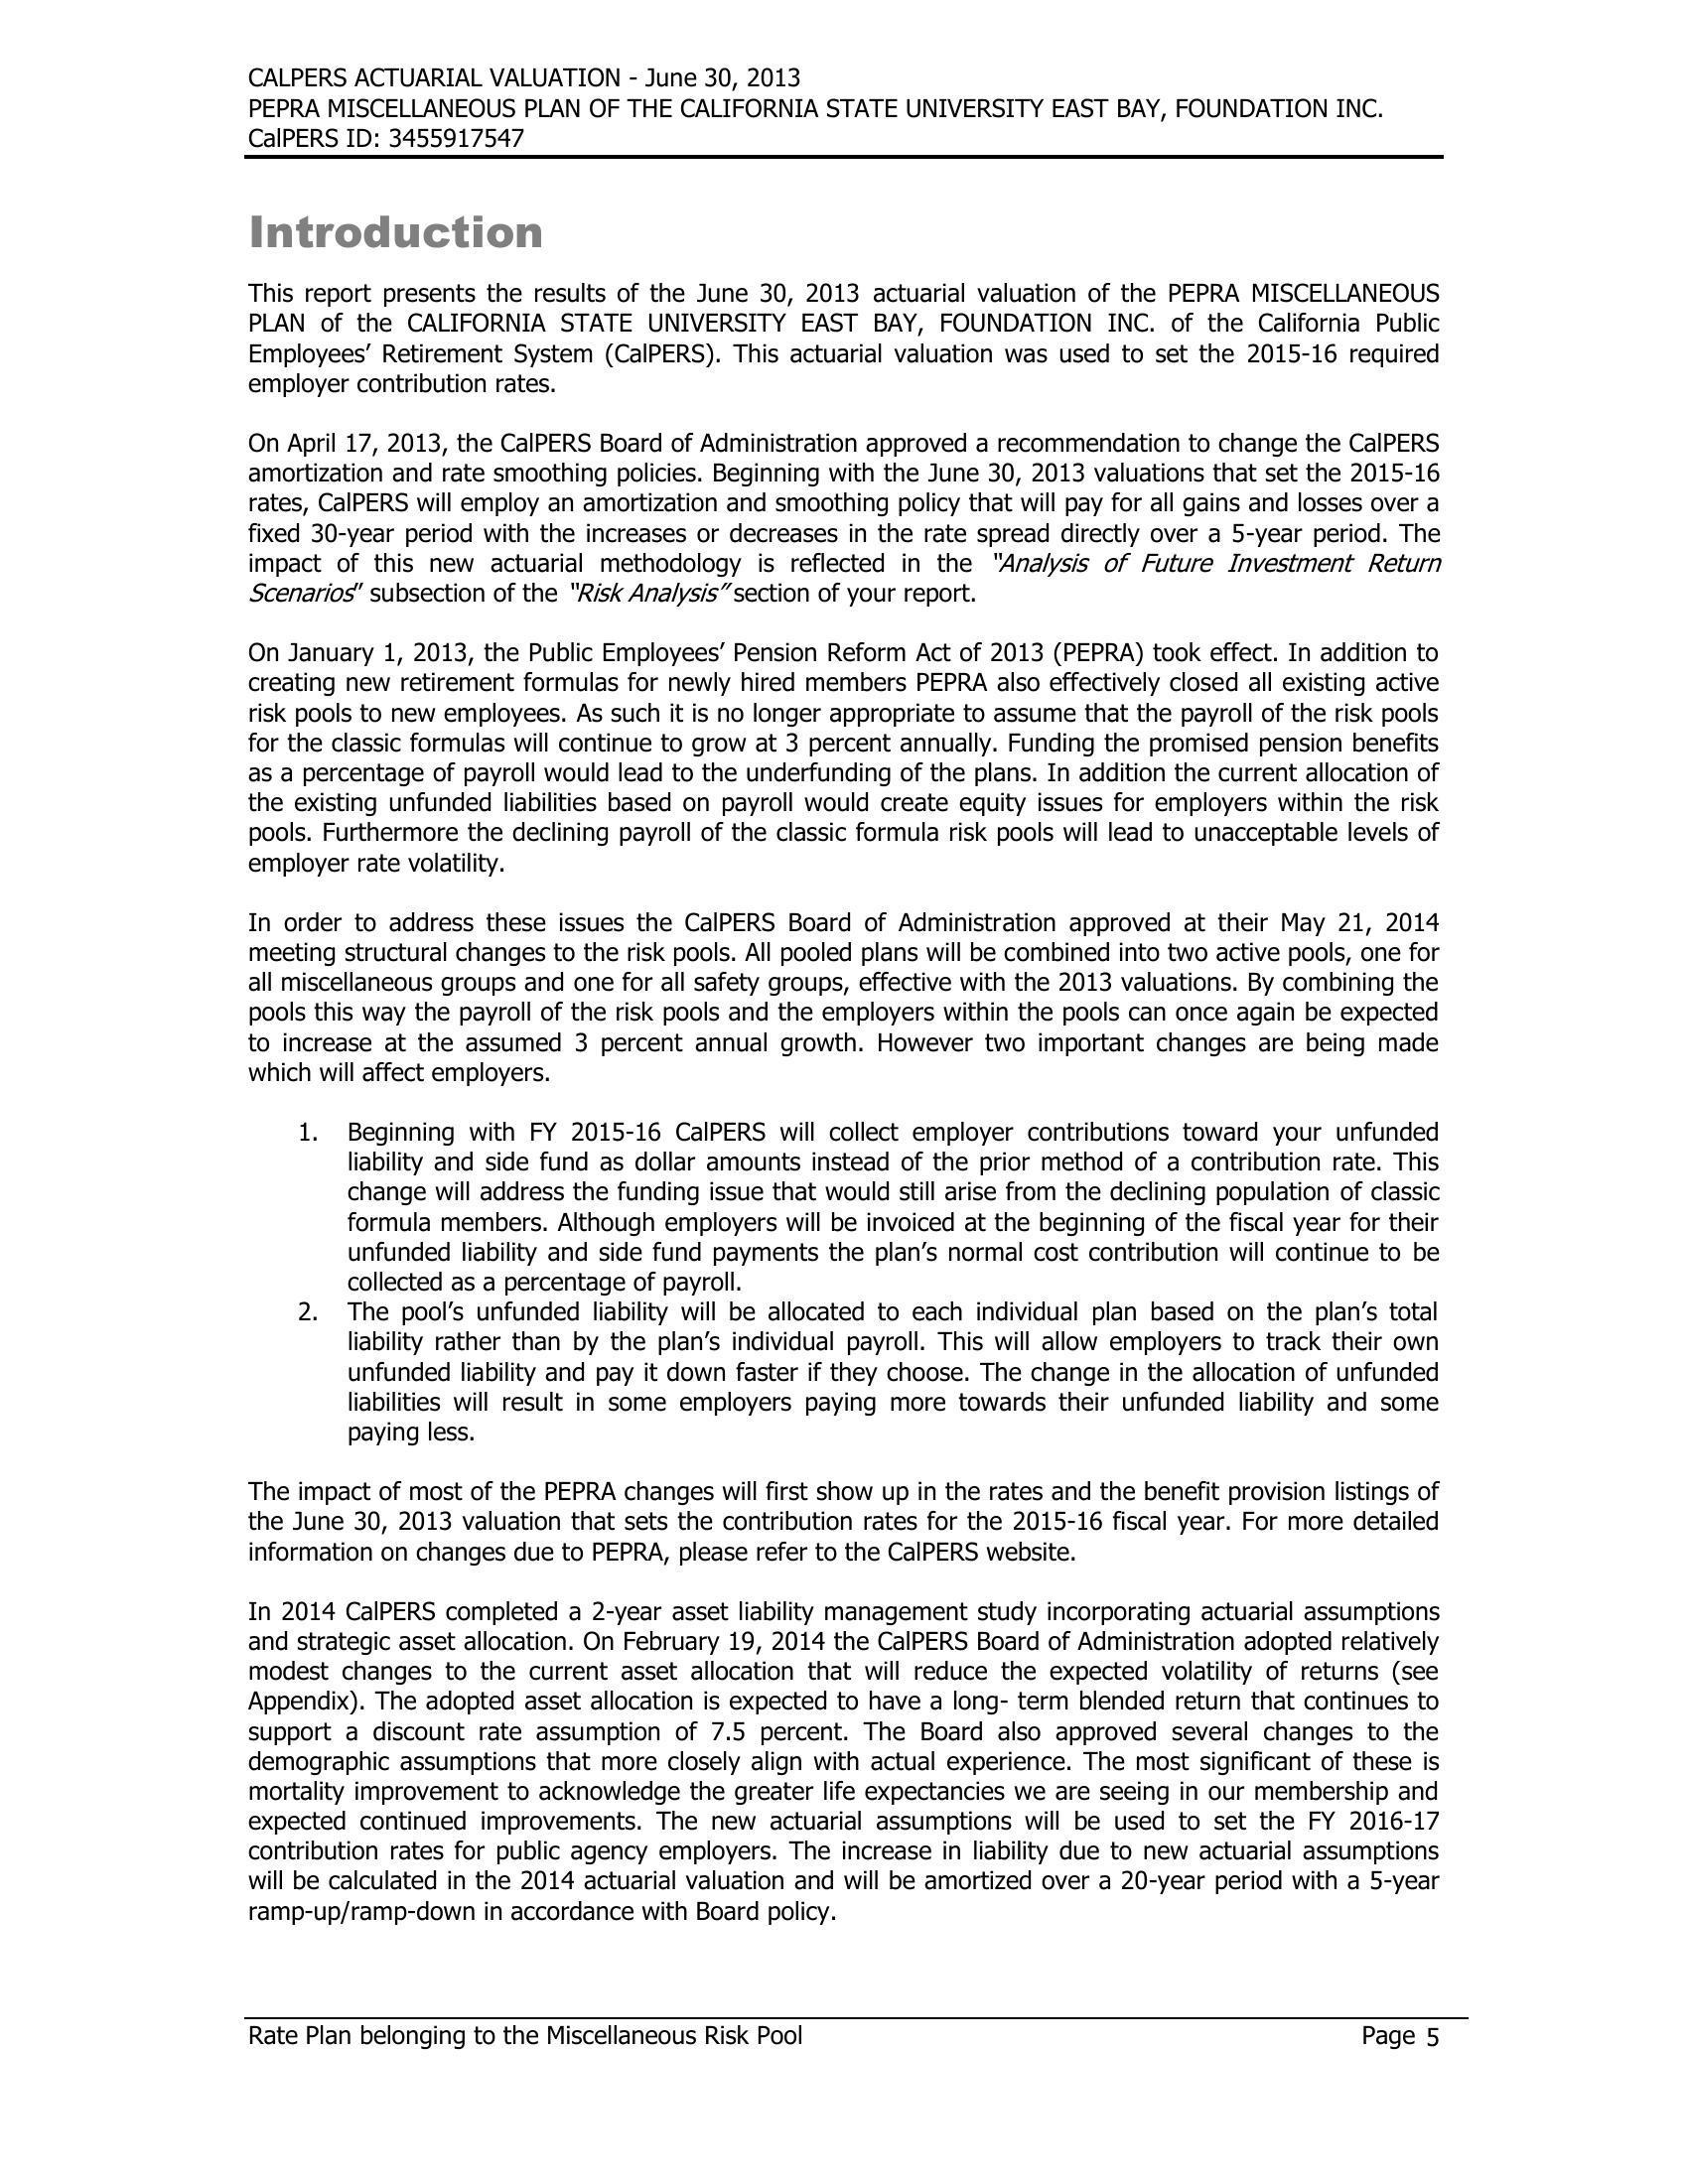 CALPERS ACTUARIAL VALUATION - June 30, 2013
PEPRA MISCELLANEOUS PLAN OF THE CALIFORNIA STATE UNIVERSITY EAST BAY, FOUNDATION INC.
CalPERS ID: 3455917547
Introduction
This report presents the results of the June 30, 2013 actuarial valuation of the PEPRA MISCELLANEOUS
PLAN of the CALIFORNIA STATE UNIVERSITY EAST BAY, FOUNDATION INC. of the California Public
Employees’ Retirement System (CalPERS). This actuarial valuation was used to set the 2015-16 required
employer contribution rates.
On April 17, 2013, the CalPERS Board of Administration approved a recommendation to change the CalPERS
amortization and rate smoothing policies. Beginning with the June 30, 2013 valuations that set the 2015-16
rates, CalPERS will employ an amortization and smoothing policy that will pay for all gains and losses over a
fixed 30-year period with the increases or decreases in the rate spread directly over a 5-year period. The
impact of this new actuarial methodology is reflected in the “Analysis of Future Investment Return
Scenarios” subsection of the “Risk Analysis” section of your report.
On January 1, 2013, the Public Employees’ Pension Reform Act of 2013 (PEPRA) took effect. In addition to
creating new retirement formulas for newly hired members PEPRA also effectively closed all existing active
risk pools to new employees. As such it is no longer appropriate to assume that the payroll of the risk pools
for the classic formulas will continue to grow at 3 percent annually. Funding the promised pension benefits
as a percentage of payroll would lead to the underfunding of the plans. In addition the current allocation of
the existing unfunded liabilities based on payroll would create equity issues for employers within the risk
pools. Furthermore the declining payroll of the classic formula risk pools will lead to unacceptable levels of
employer rate volatility.
In order to address these issues the CalPERS Board of Administration approved at their May 21, 2014
meeting structural changes to the risk pools. All pooled plans will be combined into two active pools, one for
all miscellaneous groups and one for all safety groups, effective with the 2013 valuations. By combining the
pools this way the payroll of the risk pools and the employers within the pools can once again be expected
to increase at the assumed 3 percent annual growth. However two important changes are being made
which will affect employers.
1. Beginning with FY 2015-16 CalPERS will collect employer contributions toward your unfunded
liability and side fund as dollar amounts instead of the prior method of a contribution rate. This
change will address the funding issue that would still arise from the declining population of classic
formula members. Although employers will be invoiced at the beginning of the fiscal year for their
unfunded liability and side fund payments the plan’s normal cost contribution will continue to be
collected as a percentage of payroll.
2. The pool’s unfunded liability will be allocated to each individual plan based on the plan’s total
liability rather than by the plan’s individual payroll. This will allow employers to track their own
unfunded liability and pay it down faster if they choose. The change in the allocation of unfunded
liabilities will result in some employers paying more towards their unfunded liability and some
paying less.
The impact of most of the PEPRA changes will first show up in the rates and the benefit provision listings of
the June 30, 2013 valuation that sets the contribution rates for the 2015-16 fiscal year. For more detailed
information on changes due to PEPRA, please refer to the CalPERS website.
In 2014 CalPERS completed a 2-year asset liability management study incorporating actuarial assumptions
and strategic asset allocation. On February 19, 2014 the CalPERS Board of Administration adopted relatively
modest changes to the current asset allocation that will reduce the expected volatility of returns (see
Appendix). The adopted asset allocation is expected to have a long- term blended return that continues to
support a discount rate assumption of 7.5 percent. The Board also approved several changes to the
demographic assumptions that more closely align with actual experience. The most significant of these is
mortality improvement to acknowledge the greater life expectancies we are seeing in our membership and
expected continued improvements. The new actuarial assumptions will be used to set the FY 2016-17
contribution rates for public agency employers. The increase in liability due to new actuarial assumptions
will be calculated in the 2014 actuarial valuation and will be amortized over a 20-year period with a 5-year
ramp-up/ramp-down in accordance with Board policy.
Rate Plan belonging to the Miscellaneous Risk Pool Page 5